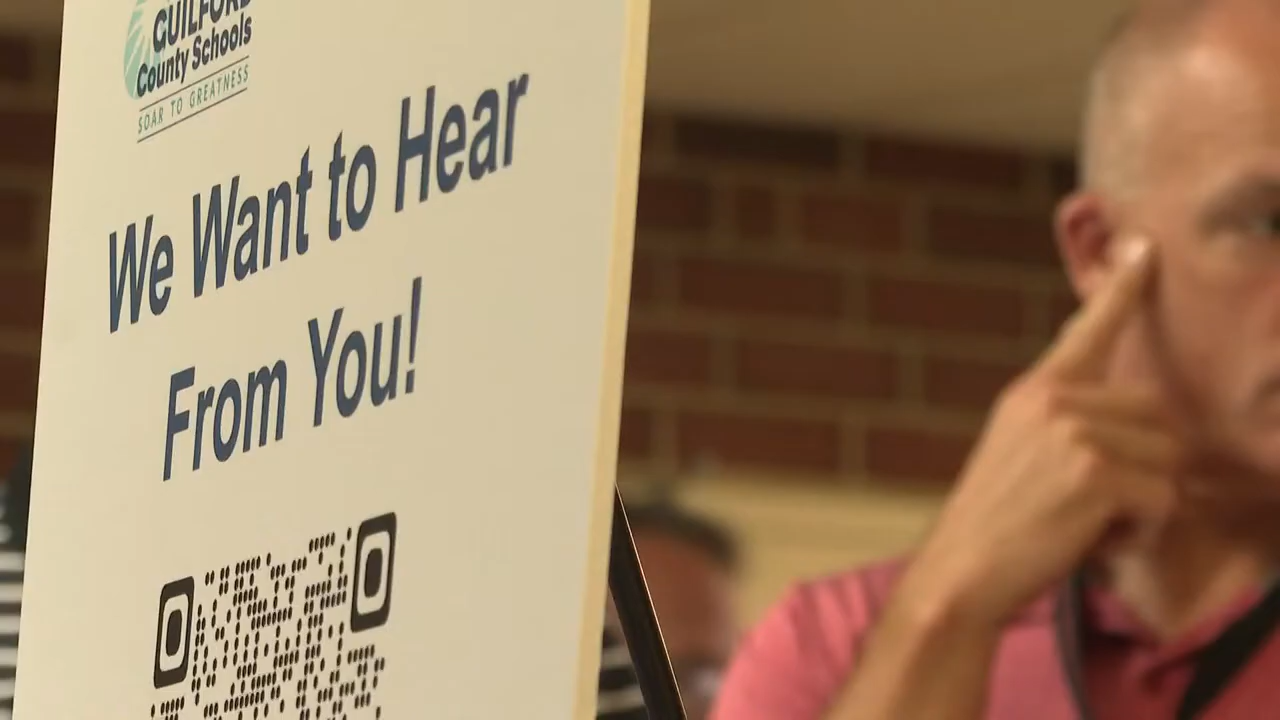 GUILFORD
County Schools
SOAR TO GREATNESS
We Want to Hear
From You!